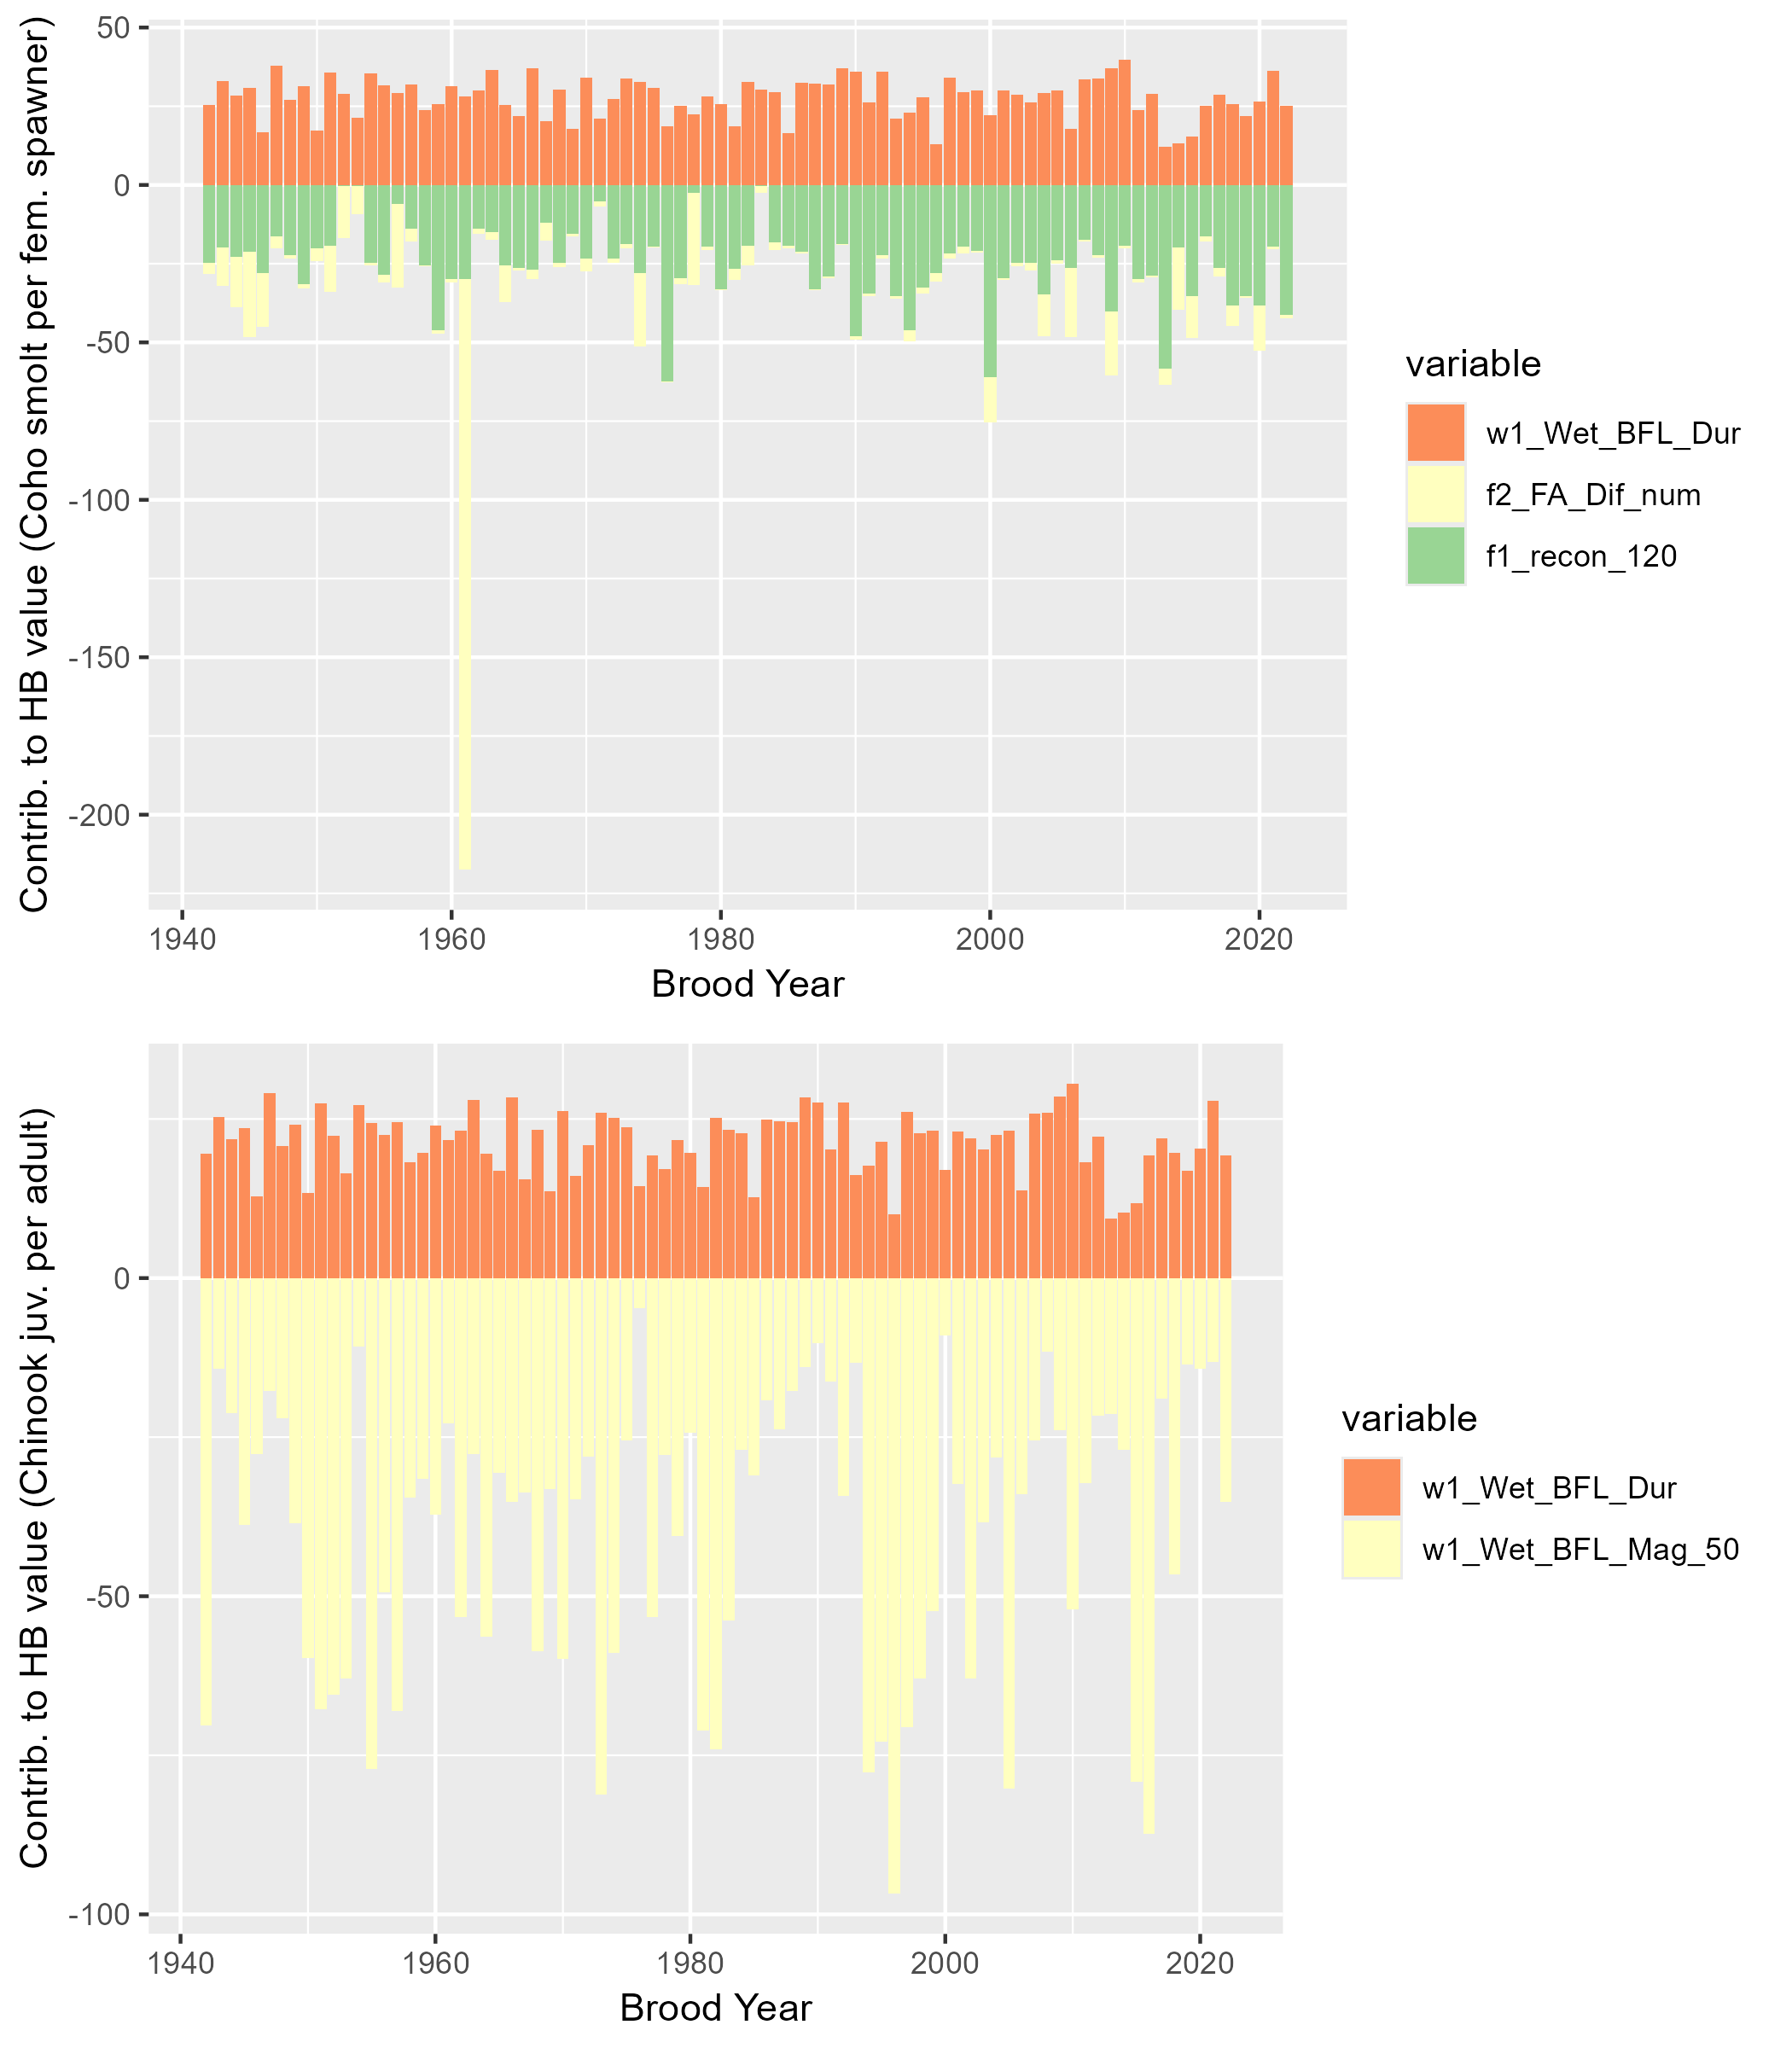 Contrib. to HB value (Coho smolt per fem. spawner)
50
0
-50
-100
-150
-200
1940
1960
1980
2000
2020
Brood Year
variable
w1_Wet_BFL_Dur
f2_FA_Dif_num
f1_recon_120
Contrib. to HB value (Chinook juv. per adult)
0
-50
-100
1940
1960
1980
2000
2020
Brood Year
variable
w1_Wet_BFL_Dur
w1_Wet_BFL_Mag_50